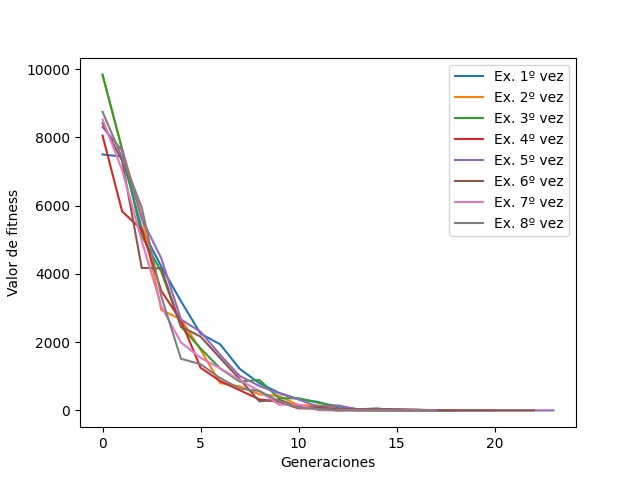 10000
8000
6000
4000
2000
0
Valor de fitness
0 5 10 15 20
Generaciones
Ex. 1º vez
Ex. 2º vez
Ex. 3º vez
Ex. 4º vez
Ex. 5º vez
Ex. 6º vez
Ex. 7º vez
Ex. 8º vez